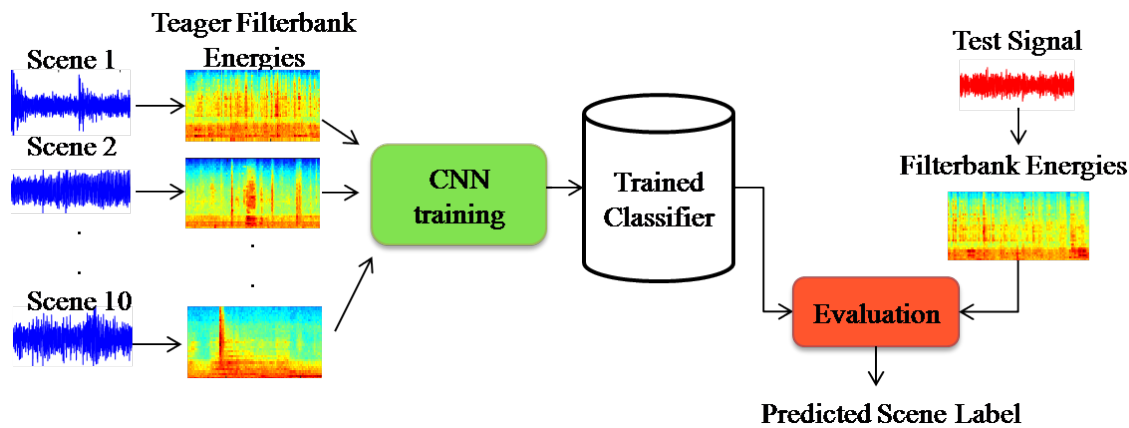 Teager Filterbank
Energies
Scene 1
Scene 2
.
.
.
.
Scene 10
CNN
training
Trained
Classifier
Test Signal
Filterbank Energies
Evaluation
Predicted Scene Label